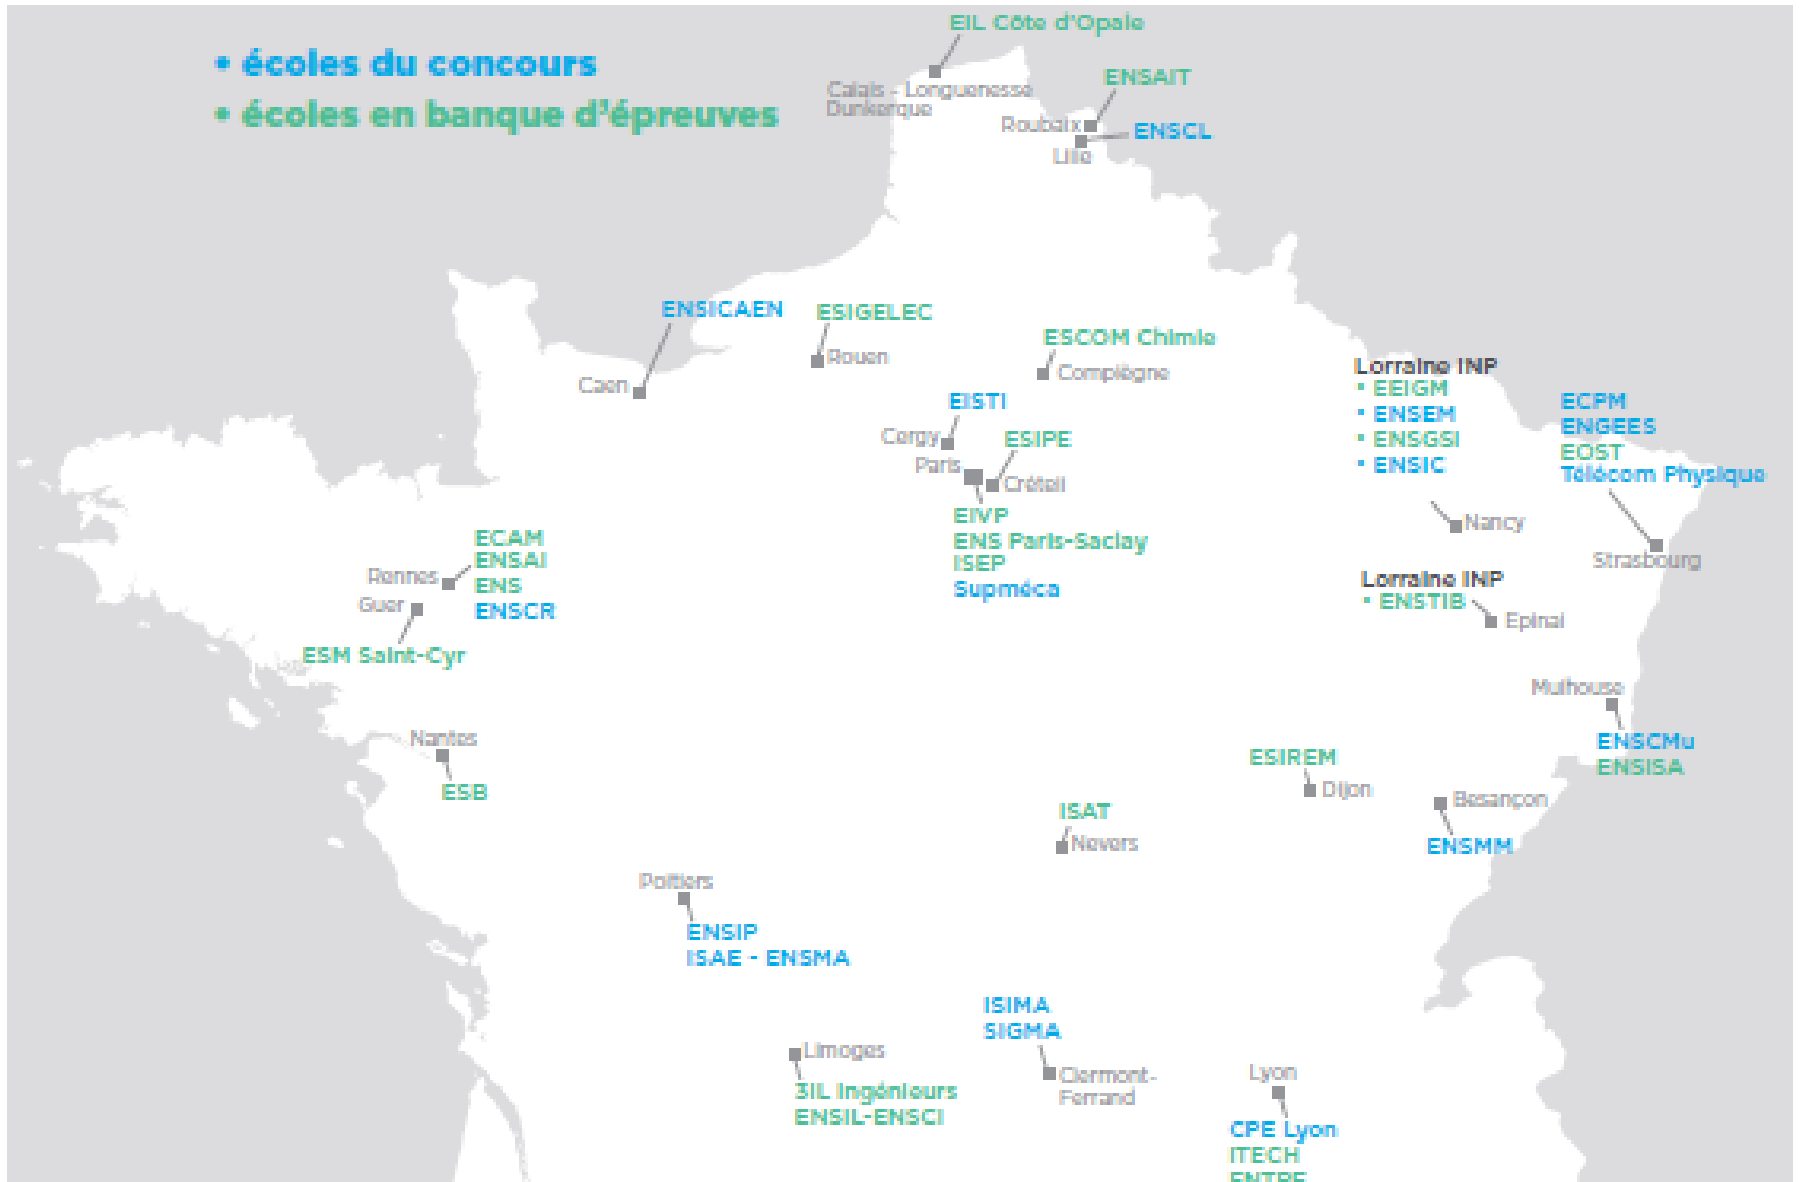 • écoles du concours
• écoles en banque d'épreuves
EIL Côte d'Opale
Calais - Longuenesse
Dunkerque
ENSAIT
Roubaix
ENSCL
Lille
ENSICAEN
Caen
ESIGELEC
Rouen
ESCOM Chimie
Compiègne
EISTI
Cergy
ESIPE
Paris
Créteil
EIVP
ENS Paris-Saclay
ISEP
Supméca
Lorraine INP
• EEIGM
• ENSEM
• ENSGSI
• ENSIC
Nancy
ECPM
ENGEES
EOST
Télécom Physique
Strasbourg
Lorraine INP
• ENSTIB
Epinal
ECAM
ENSAI
ENS
ENSCR
Rennes
Guer
ESM Saint-Cyr
Nantes
ESB
Mulhouse
ENSCMu
ENSISA
ESIREM
Dijon
Besançon
ENSMM
ISAT
Nevers
Poitiers
ENSIP
ISAE - ENSMA
ISIMA
SIGMA
Clermont-
Ferrand
Limoges
3IL Ingénieurs
ENSIL-ENSCI
Lyon
CPE Lyon
ITECH
ENTPE